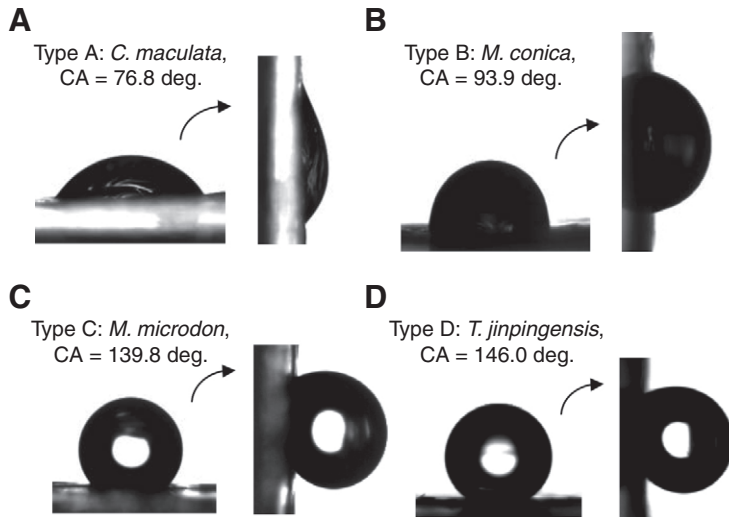 A
Type A: C. maculata,
CA = 76.8 deg.
B
Type B: M. conica,
CA = 93.9 deg.
C
Type C: M. microdon,
CA = 139.8 deg.
D
Type D: T. jinpingensis,
CA = 146.0 deg.